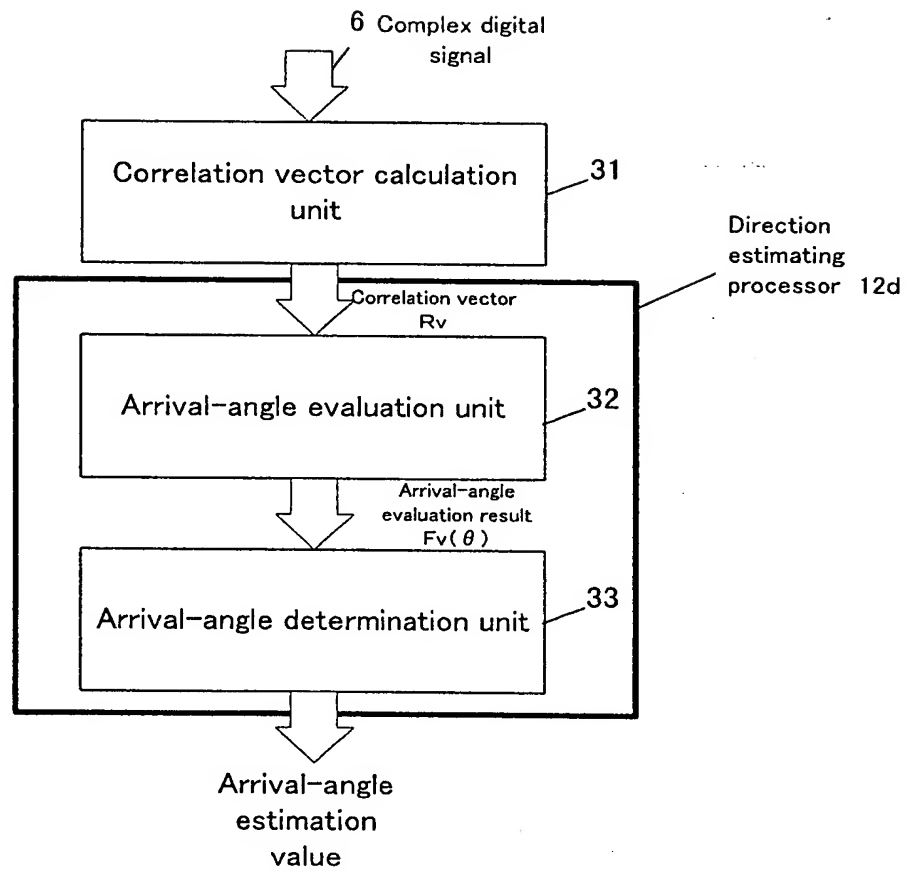 6 Complex digital
signal
Correlation vector calculation
unit
31
Direction
estimating
processor 12d
Correlation vector
Rv
Arrival-angle evaluation unit
32
Arrival-angle
evaluation result
Fv(θ)
Arrival-angle determination unit
33
Arrival-angle
estimation
value